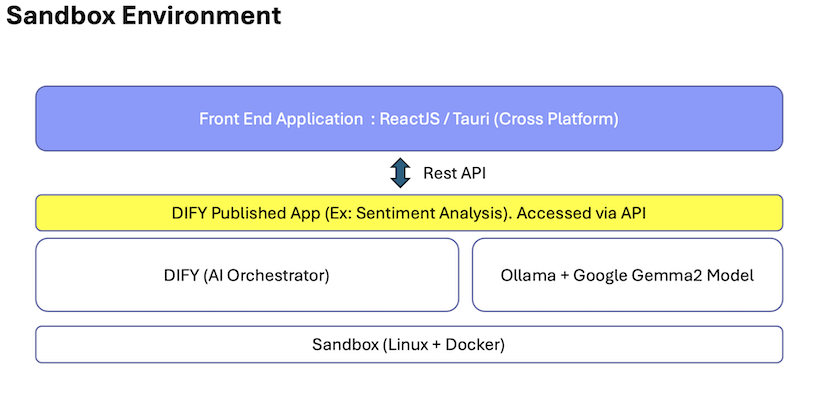 Sandbox Environment
Front End Application : ReactJS / Tauri (Cross Platform)
Rest API
DIFY Published App (Ex: Sentiment Analysis). Accessed via API
DIFY (AI Orchestrator)
Ollama + Google Gemma2 Model
Sandbox (Linux + Docker)